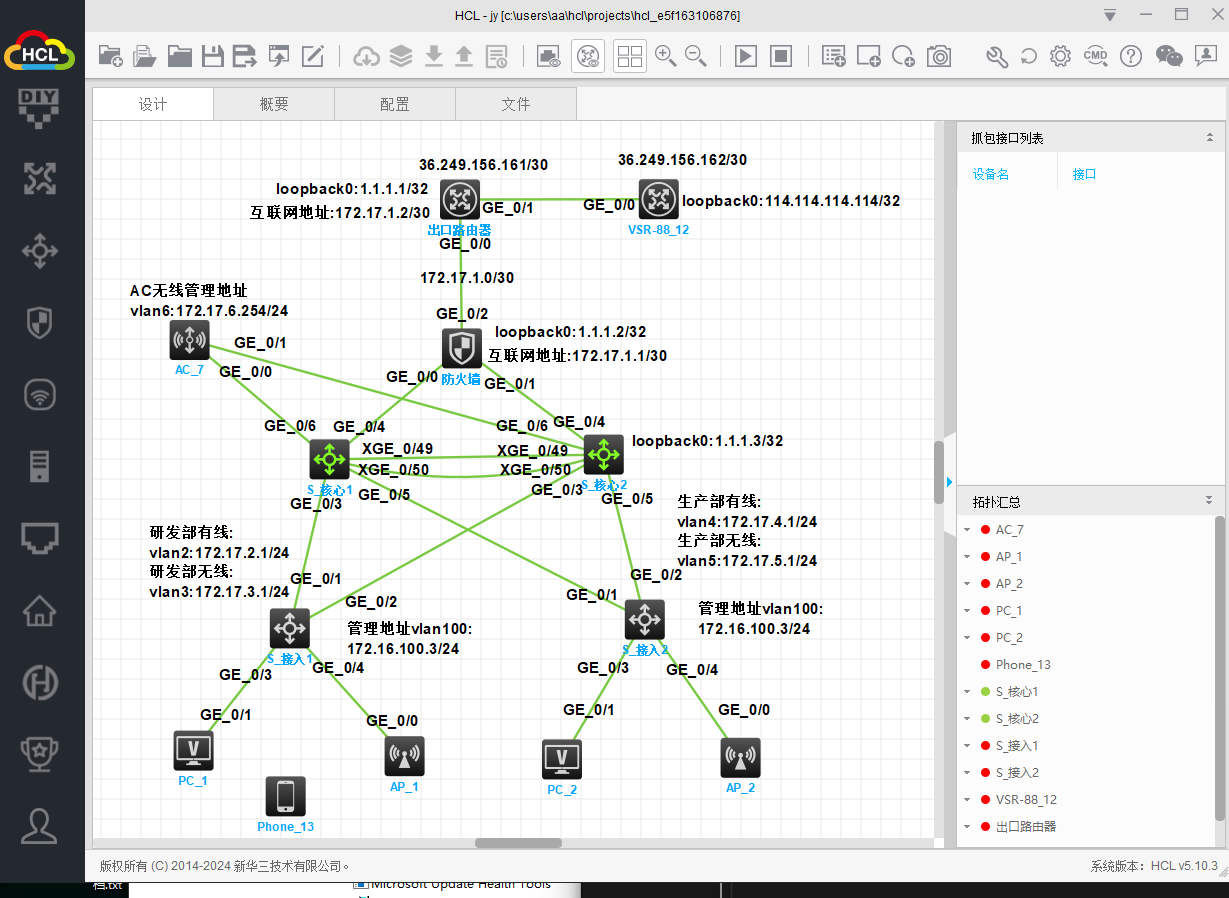 HCL - jy [c:\users\aa\hcl\projects\hcl_e5f163106876]
HCL
DIY
CMD
设计
概要
配置
文件
36.249.156.161/30
36.249.156.162/30
loopback0:1.1.1.1/32
互联网地址:172.17.1.2/30
GE_0/1
GE_0/0
loopback0:114.114.114.114/32
出口路由器
VSR-88_12
GE_0/0
172.17.1.0/30
AC无线管理地址
vlan6:172.17.6.254/24
GE_0/2
loopback0:1.1.1.2/32
互联网地址:172.17.1.1/30
GE_0/1
AC_7
GE_0/0
GE_0/0
防火墙
GE_0/1
GE_0/6
GE_0/4
GE_0/6
GE_0/4
loopback0:1.1.1.3/32
XGE_0/49
XGE_0/49
XGE_0/50
XGE_0/50
S_核心1
S_核心2
GE_0/3
GE_0/5
GE_0/3
GE_0/5
研发部有线:
vlan2:172.17.2.1/24
研发部无线:
vlan3:172.17.3.1/24
生产部有线:
vlan4:172.17.4.1/24
生产部无线:
vlan5:172.17.5.1/24
GE_0/1
GE_0/2
GE_0/1
GE_0/2
管理地址vlan100:
172.16.100.3/24
管理地址vlan100:
172.16.100.3/24
S_接入1
S_接入2
GE_0/3
GE_0/4
GE_0/3
GE_0/4
GE_0/1
GE_0/0
GE_0/1
GE_0/0
V
V
PC_1
AP_1
PC_2
AP_2
Phone_13
抓包接口列表
设备名
接口
拓扑汇总
AC_7
AP_1
AP_2
PC_1
PC_2
Phone_13
S_核心1
S_核心2
S_接入1
S_接入2
VSR-88_12
出口路由器
版权所有 (C) 2014-2024 新华三技术有限公司。
系统版本：HCL v5.10.3
档.txt
Microsoft Update Health Tools